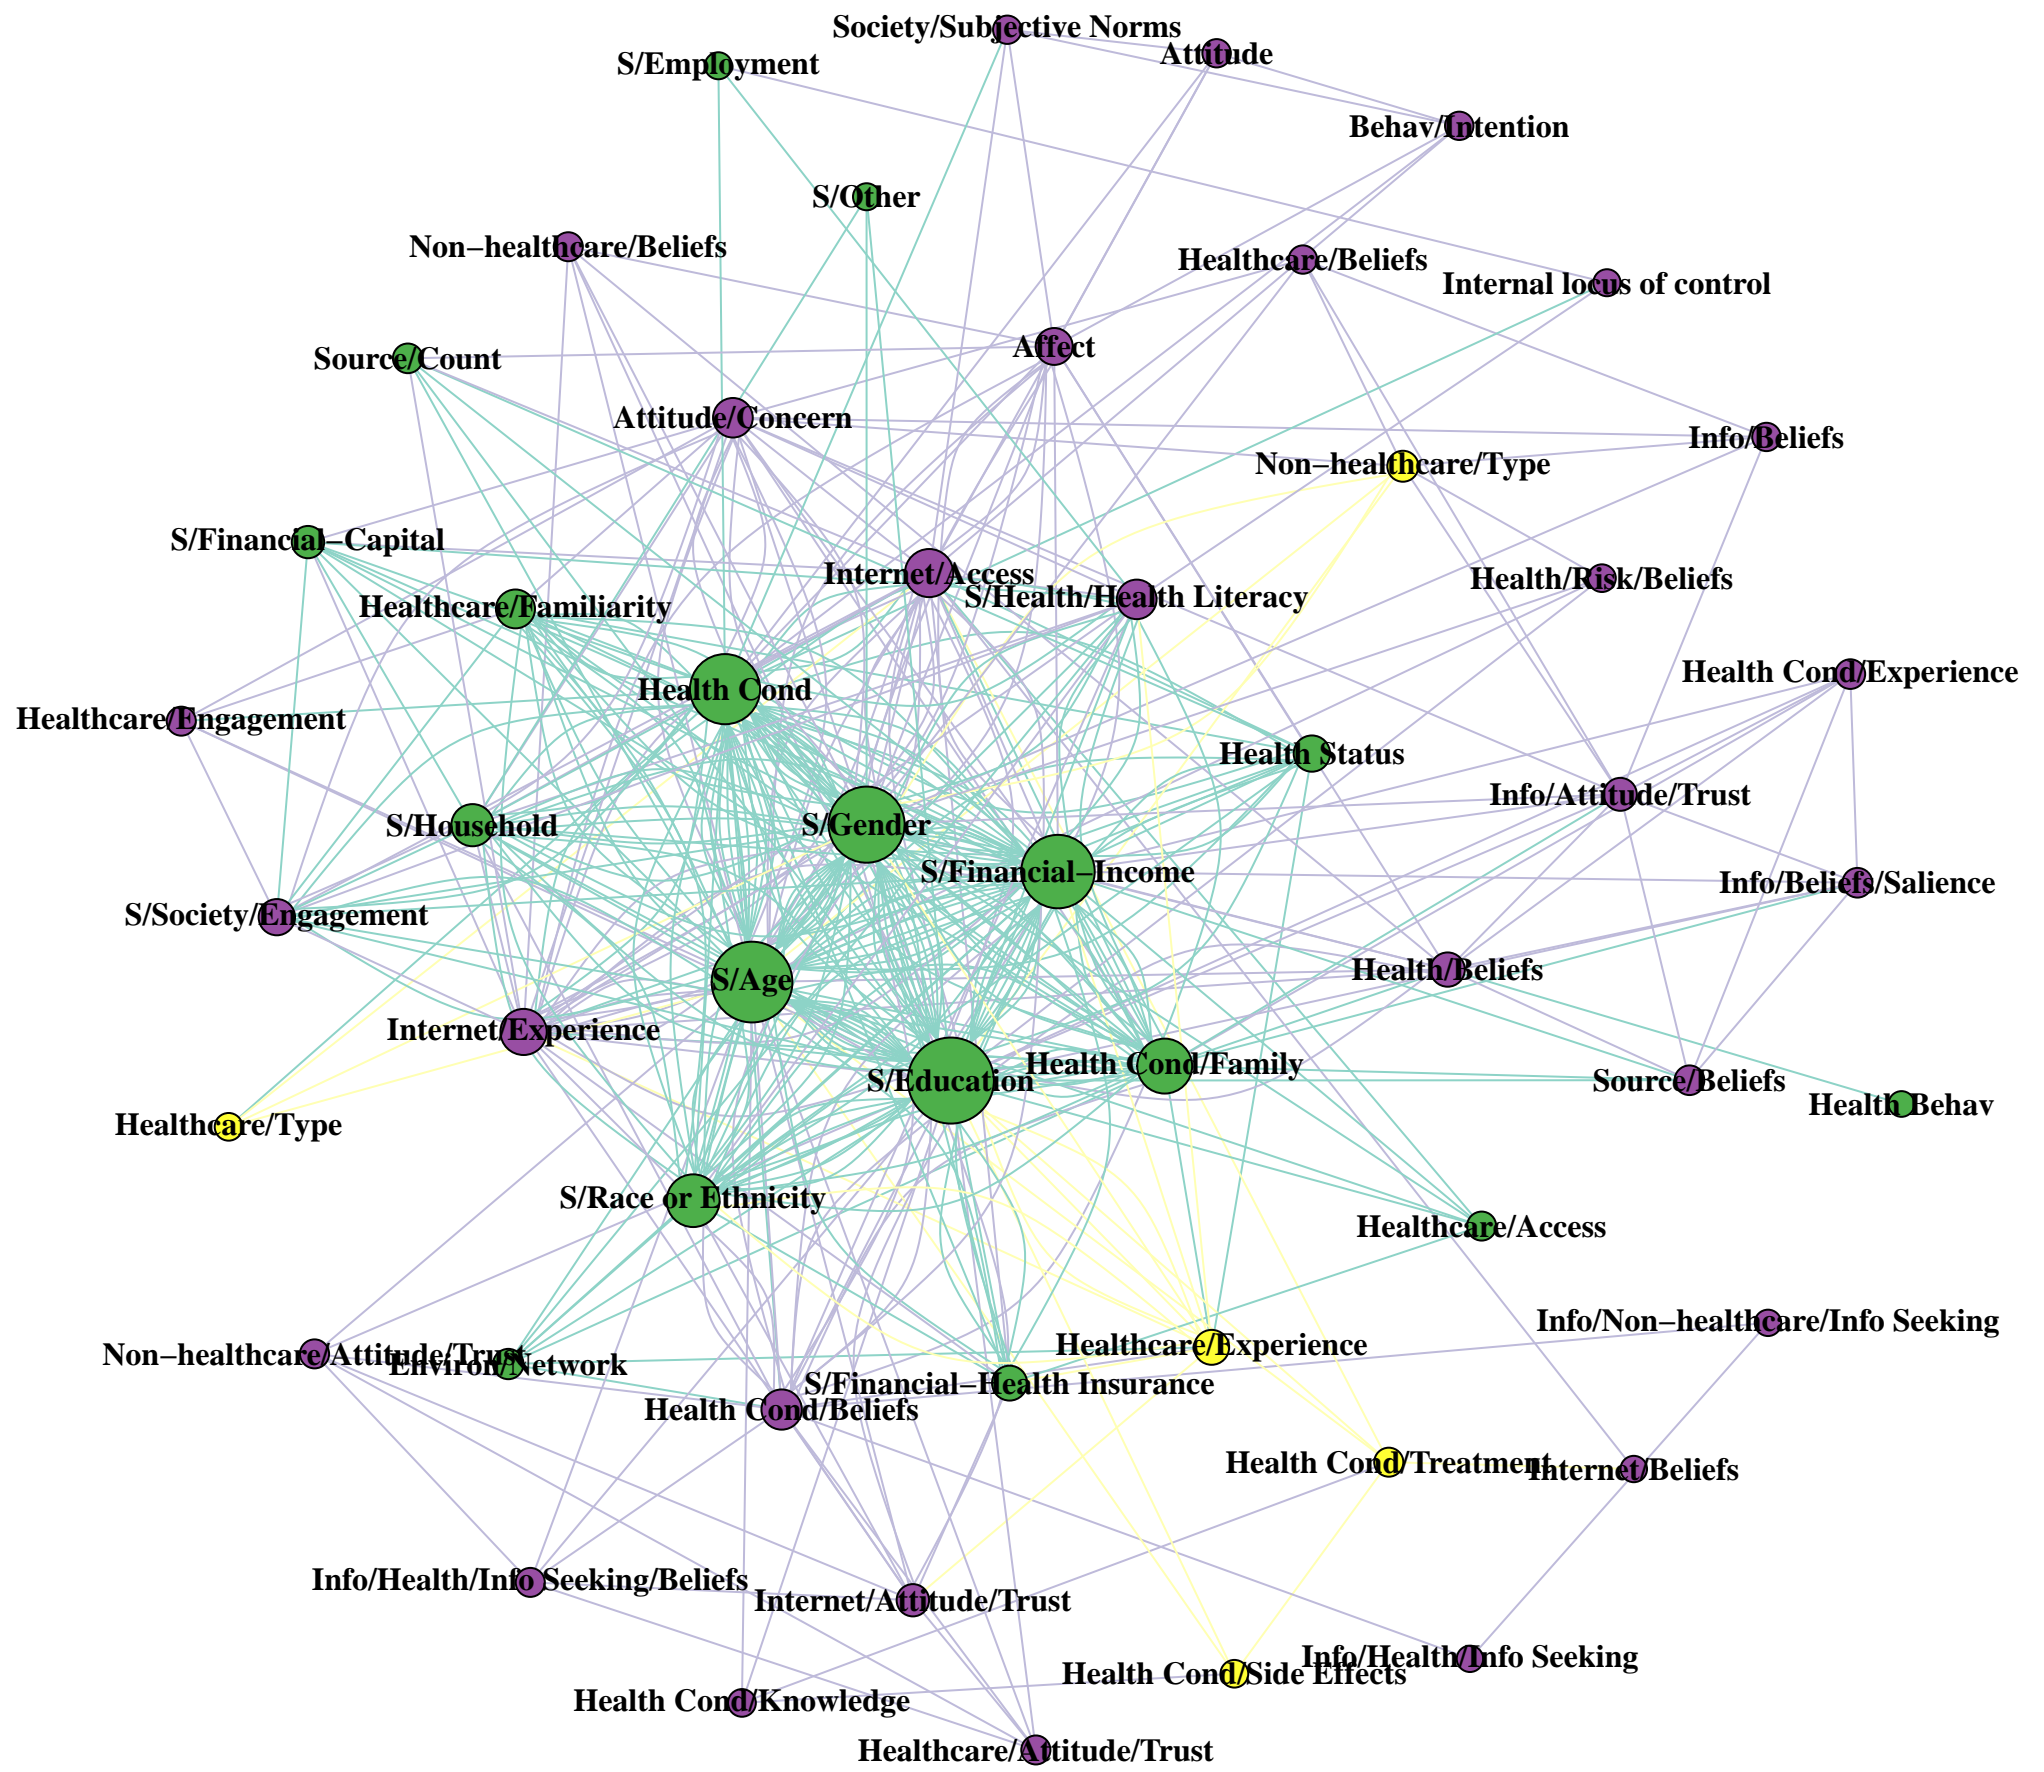 Society/Subjective Norms
Attitude
S/Employment
Behav/Intention
S/Other
Non−healthcare/Beliefs
Healthcare/Beliefs
Internal locus of control
Source/Count
Affect
Attitude/Concern
Info/Beliefs
Non−healthcare/Type
S/Financial−Capital
Internet/Access
Health/Risk/Beliefs
S/Health/Health Literacy
Healthcare/Familiarity
Health Cond/Experience
Health Cond
Healthcare/Engagement
Health Status
Info/Attitude/Trust
S/Household
S/Gender
S/Financial−Income
Info/Beliefs/Salience
S/Society/Engagement
Health/Beliefs
S/Age
Internet/Experience
Health Cond/Family
S/Education
Source/Beliefs
Health Behav
Healthcare/Type
S/Race or Ethnicity
Healthcare/Access
Info/Non−healthcare/Info Seeking
Healthcare/Experience
Non−healthcare/Attitude/Trust
Environ/Network
S/Financial−Health Insurance
Health Cond/Beliefs
Health Cond/Treatment
Internet/Beliefs
Info/Health/Info Seeking/Beliefs
Internet/Attitude/Trust
Info/Health/Info Seeking
Health Cond/Side Effects
Health Cond/Knowledge
Healthcare/Attitude/Trust